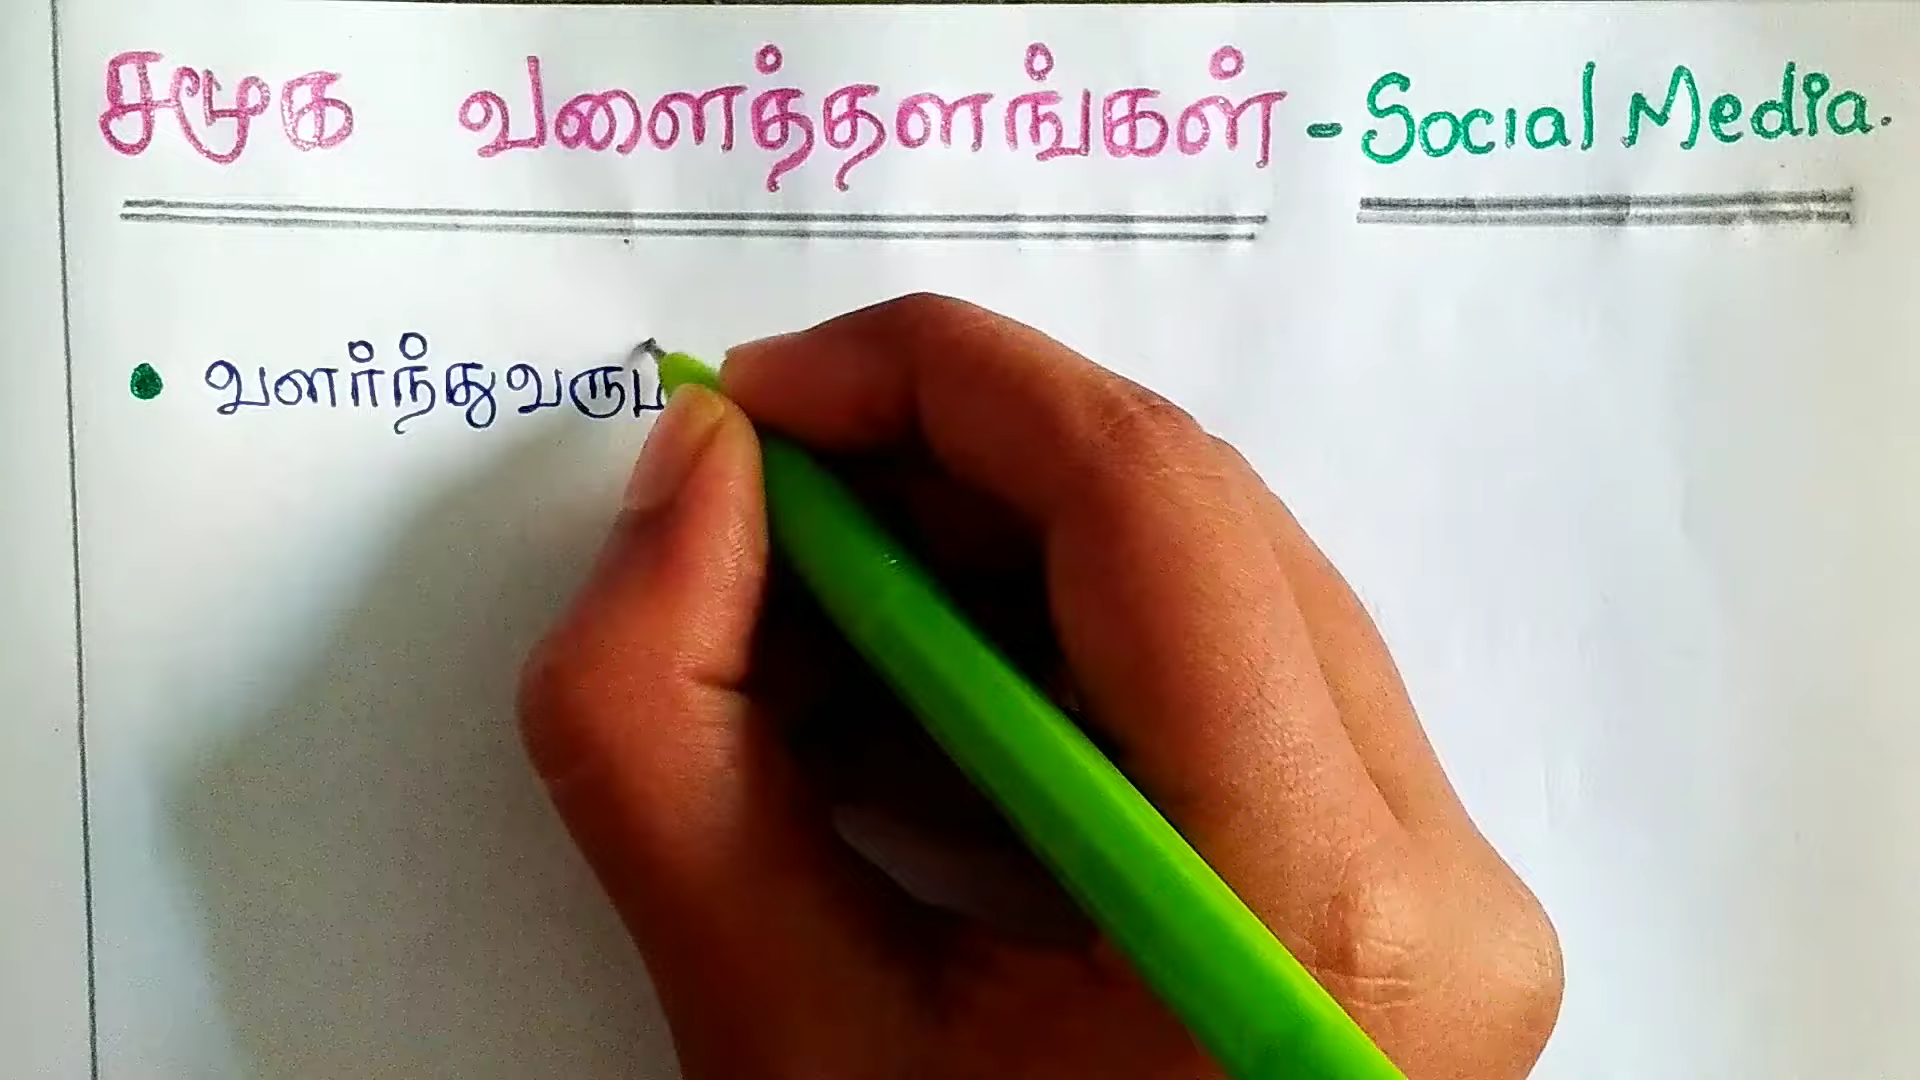 சமூக வளைத்தளங்கள் - Social Media.
• வளர்ந்துவரும்